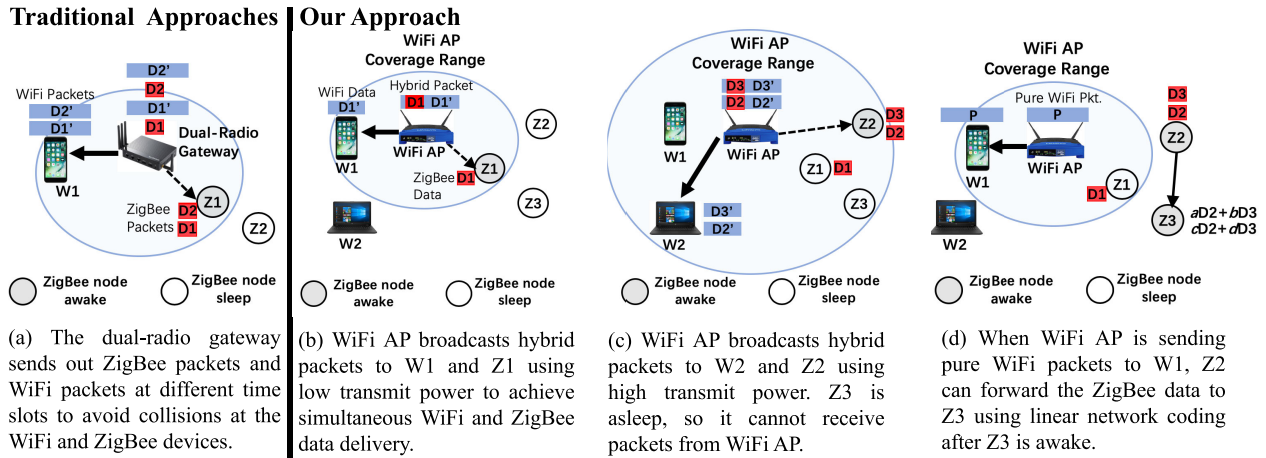 Traditional Approaches
Our Approach
WiFi Packets
D2'
D1'
W1
D2'
D2
D1'
D1
Dual-Radio
Gateway
Z1
ZigBee
Packets
D2
D1
Z2
ZigBee node
awake
ZigBee node
sleep
(a) The dual-radio gateway
sends out ZigBee packets and
WiFi packets at different time
slots to avoid collisions at the
WiFi and ZigBee devices.
WiFi AP
Coverage Range
WiFi Data
D1'
Hybrid Packet
D1 D1'
W1
WiFi AP
ZigBee
Data
D1
Z1
Z2
Z3
W2
ZigBee node
awake
ZigBee node
sleep
(b) WiFi AP broadcasts hybrid
packets to W1 and Z1 using
low transmit power to achieve
simultaneous WiFi and ZigBee
data delivery.
WiFi AP
Coverage Range
D3 D3'
D2 D2'
W1
WiFi AP
Z2
D3
D2
Z1
D1
Z3
D3'
D2'
W2
ZigBee node
awake
ZigBee node
sleep
(c) WiFi AP broadcasts hybrid
packets to W2 and Z2 using
high transmit power. Z3 is
asleep, so it cannot receive
packets from WiFi AP.
WiFi AP
Coverage Range
Pure WiFi Pkt.
P
P
W1
WiFi AP
D3
D2
Z2
D1
Z1
Z3
aD2+bD3
cD2+dD3
W2
ZigBee node
awake
ZigBee node
sleep
(d) When WiFi AP is sending
pure WiFi packets to W1, Z2
can forward the ZigBee data to
Z3 using linear network coding
after Z3 is awake.